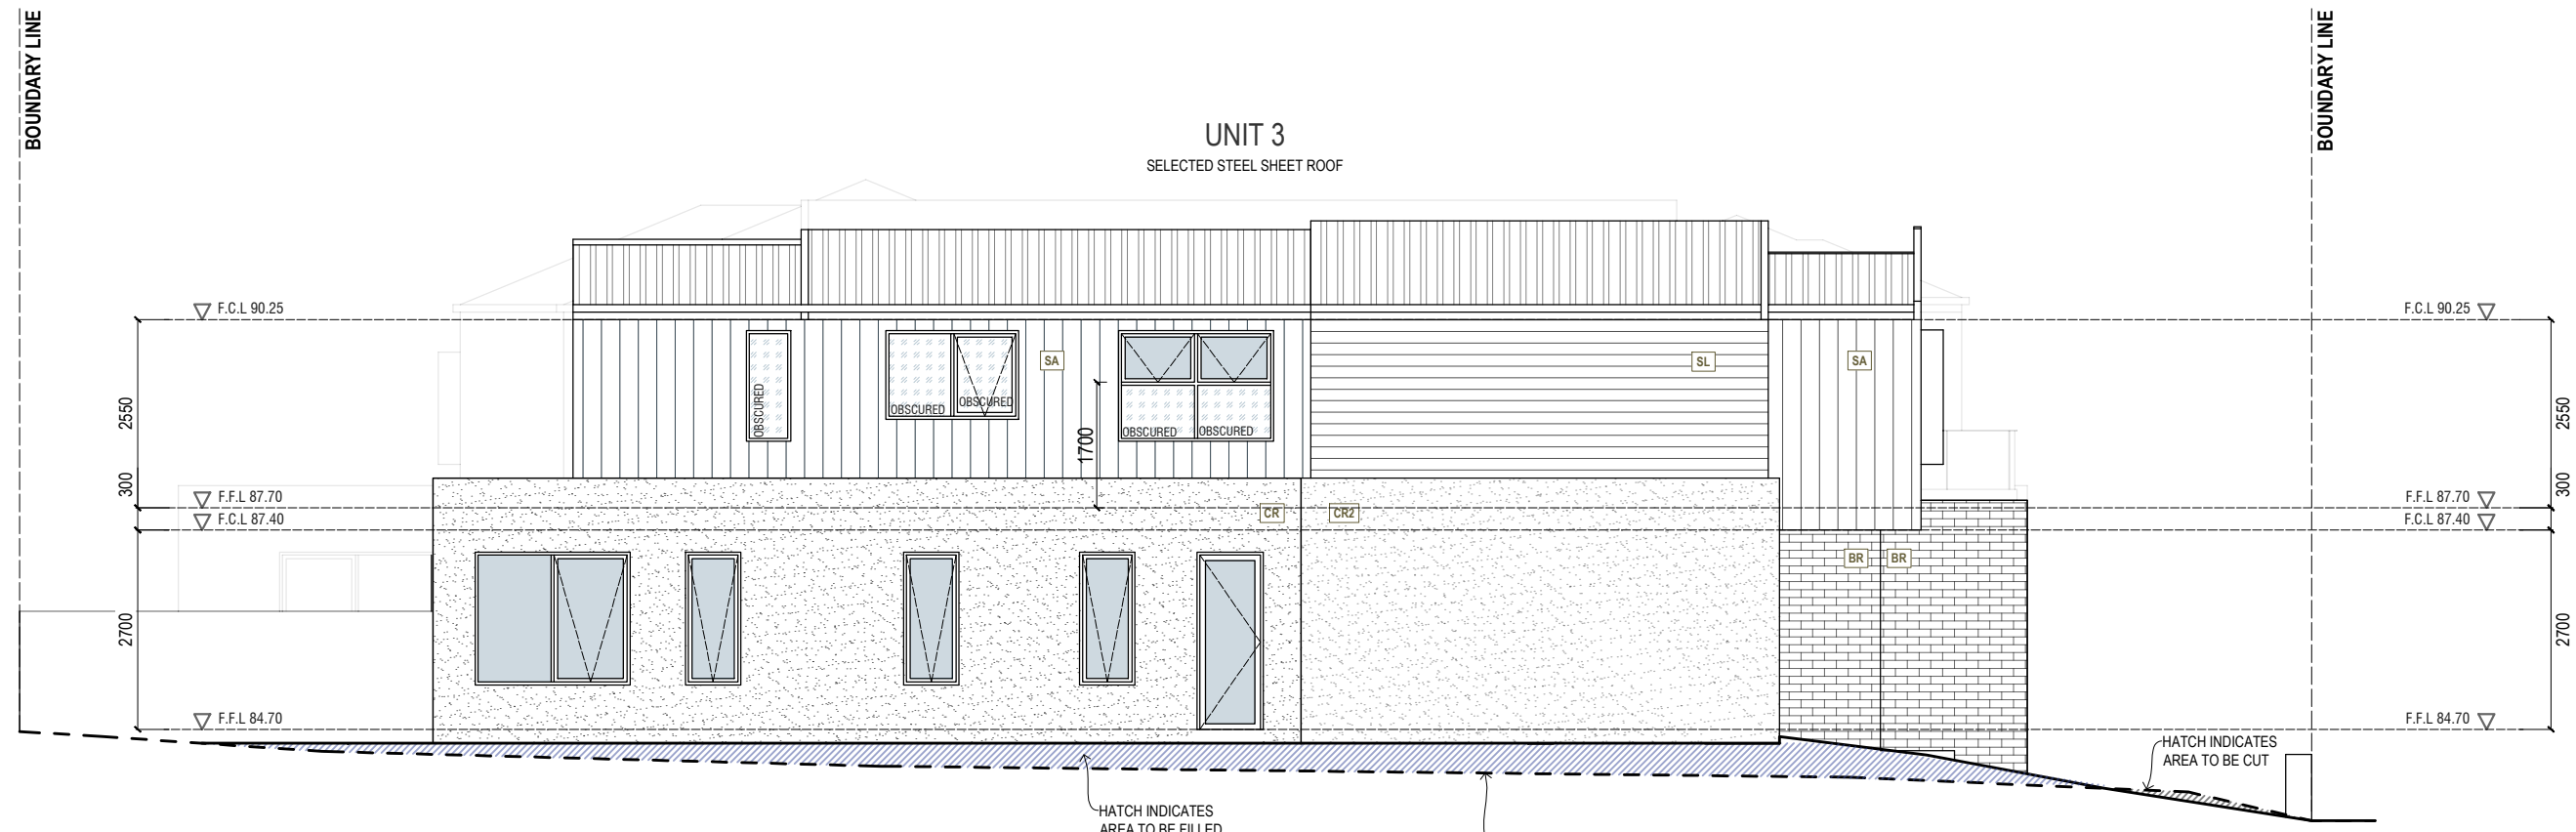 BOUNDARY LINE
BOUNDARY LINE
UNIT 3
SELECTED STEEL SHEET ROOF
F.C.L 90.25
F.C.L 90.25
SA
SL
SA
OBSCURED
OBSCURED
OBSCURED
OBSCURED
OBSCURED
2550
1700
2550
300
300
F.F.L 87.70
F.F.L 87.70
F.C.L 87.40
CR
CR2
F.C.L 87.40
BR
BR
2700
2700
F.F.L 84.70
F.F.L 84.70
HATCH INDICATES
AREA TO BE CUT
HATCH INDICATES
AREA TO BE FILLED